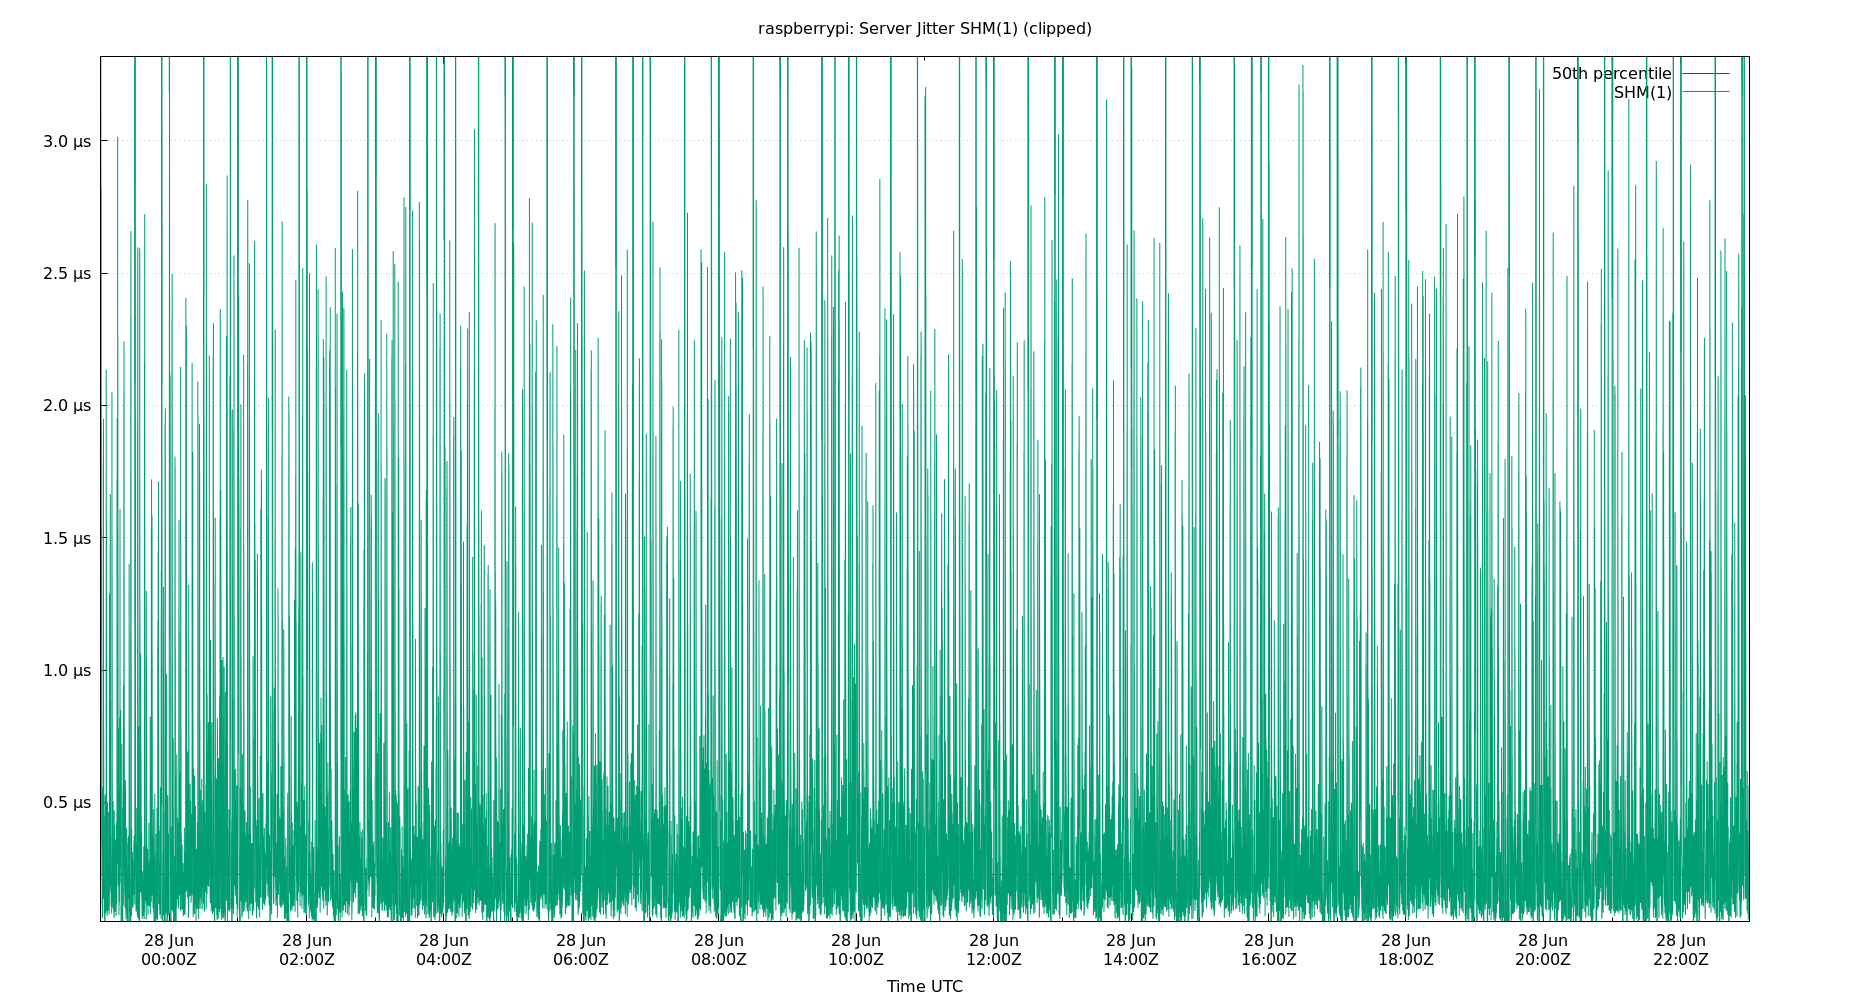 raspberrypi: Server Jitter SHM(1) (clipped)
50th percentile
SHM(1)
3.0 µs
2.5 µs
2.0 µs
1.5 µs
1.0 µs
0.5 µs
28 Jun 28 Jun 28 Jun 28 Jun 28 Jun 28 Jun 28 Jun 28 Jun 28 Jun 28 Jun 28 Jun 28 Jun
00:00Z 02:00Z 04:00Z 06:00Z 08:00Z 10:00Z 12:00Z 14:00Z 16:00Z 18:00Z 20:00Z 22:00Z
Time UTC